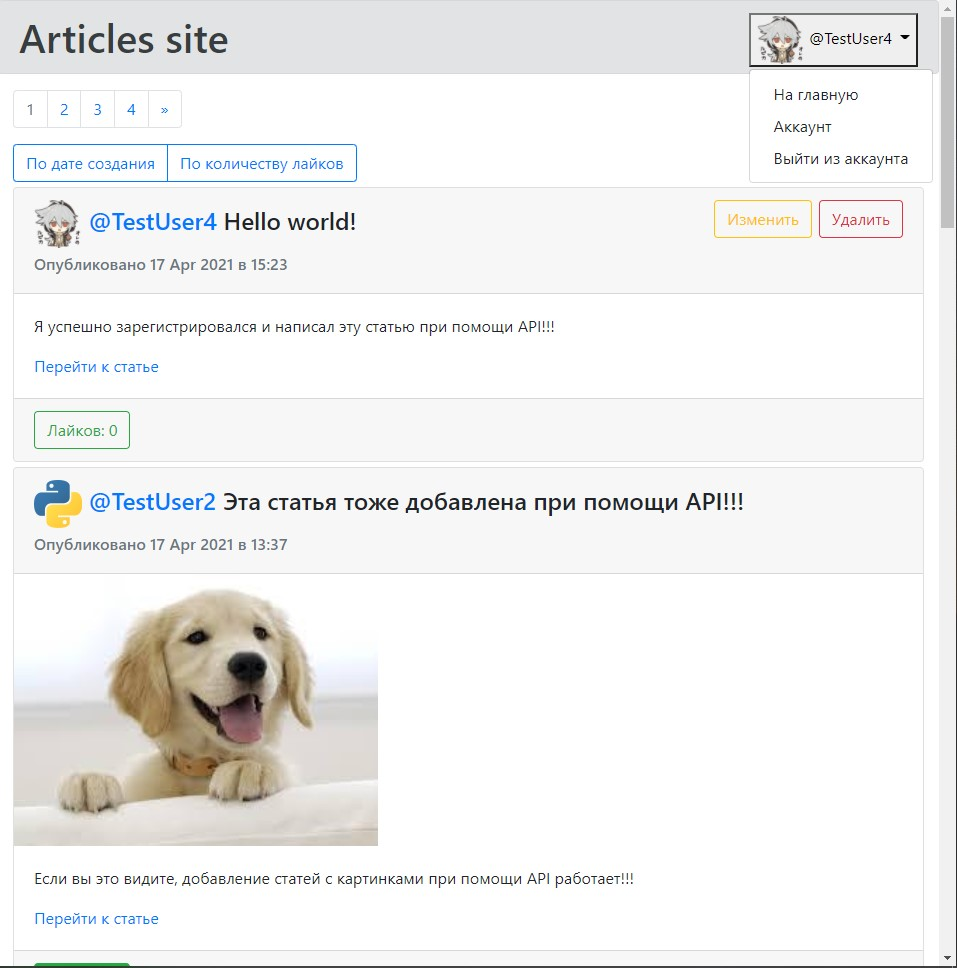 Articles site
@TestUser4
На главную
Аккаунт
Выйти из аккаунта
1 2 3 4 »
По дате создания По количеству лайков
@TestUser4 Hello world!
Изменить Удалить
Опубликовано 17 Apr 2021 в 15:23
Я успешно зарегистрировался и написал эту статью при помощи API!!!
Перейти к статье
Лайков: 0
@TestUser2 Эта статья тоже добавлена при помощи API!!!
Опубликовано 17 Apr 2021 в 13:37
Если вы это видите, добавление статей с картинками при помощи API работает!!!
Перейти к статье